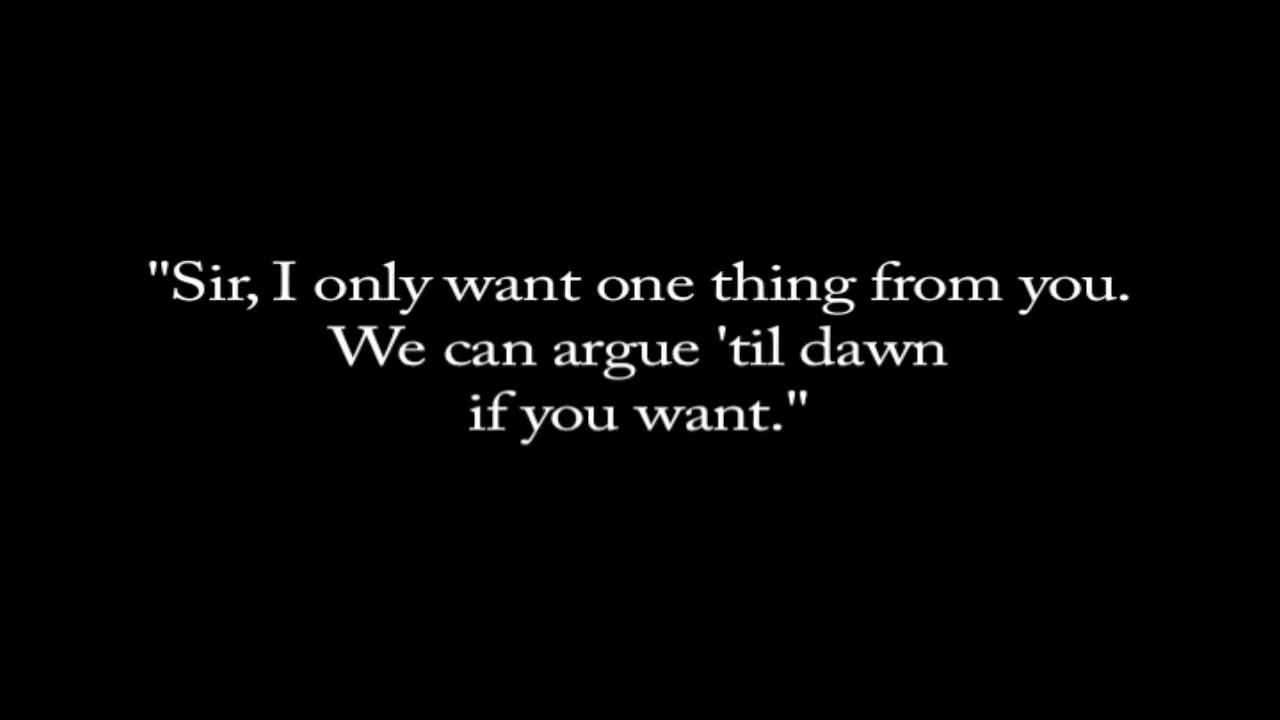 "Sir, I only want one thing from you.
We can argue 'til dawn
if you want."